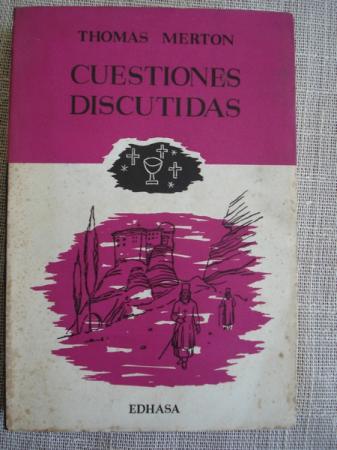 THOMAS MERTON
CUESTIONES
DISCUTIDAS
EDHASA